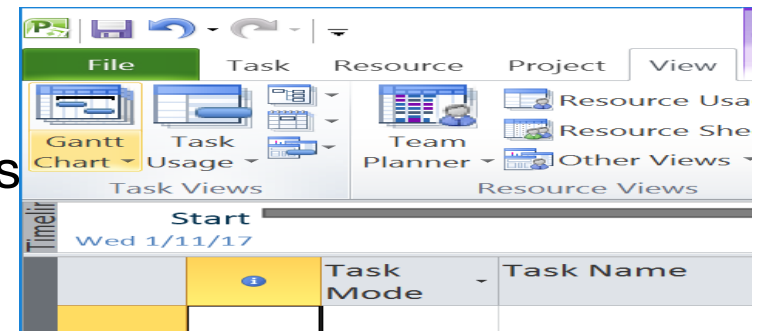 P
File Task Resource Project View
Gantt Chart Task Usage Team Planner Resource Usa
Resource She
Other Views
s
Task Views Resource Views
Timelin
Start
Wed 1/11/17
Task Mode Task Name